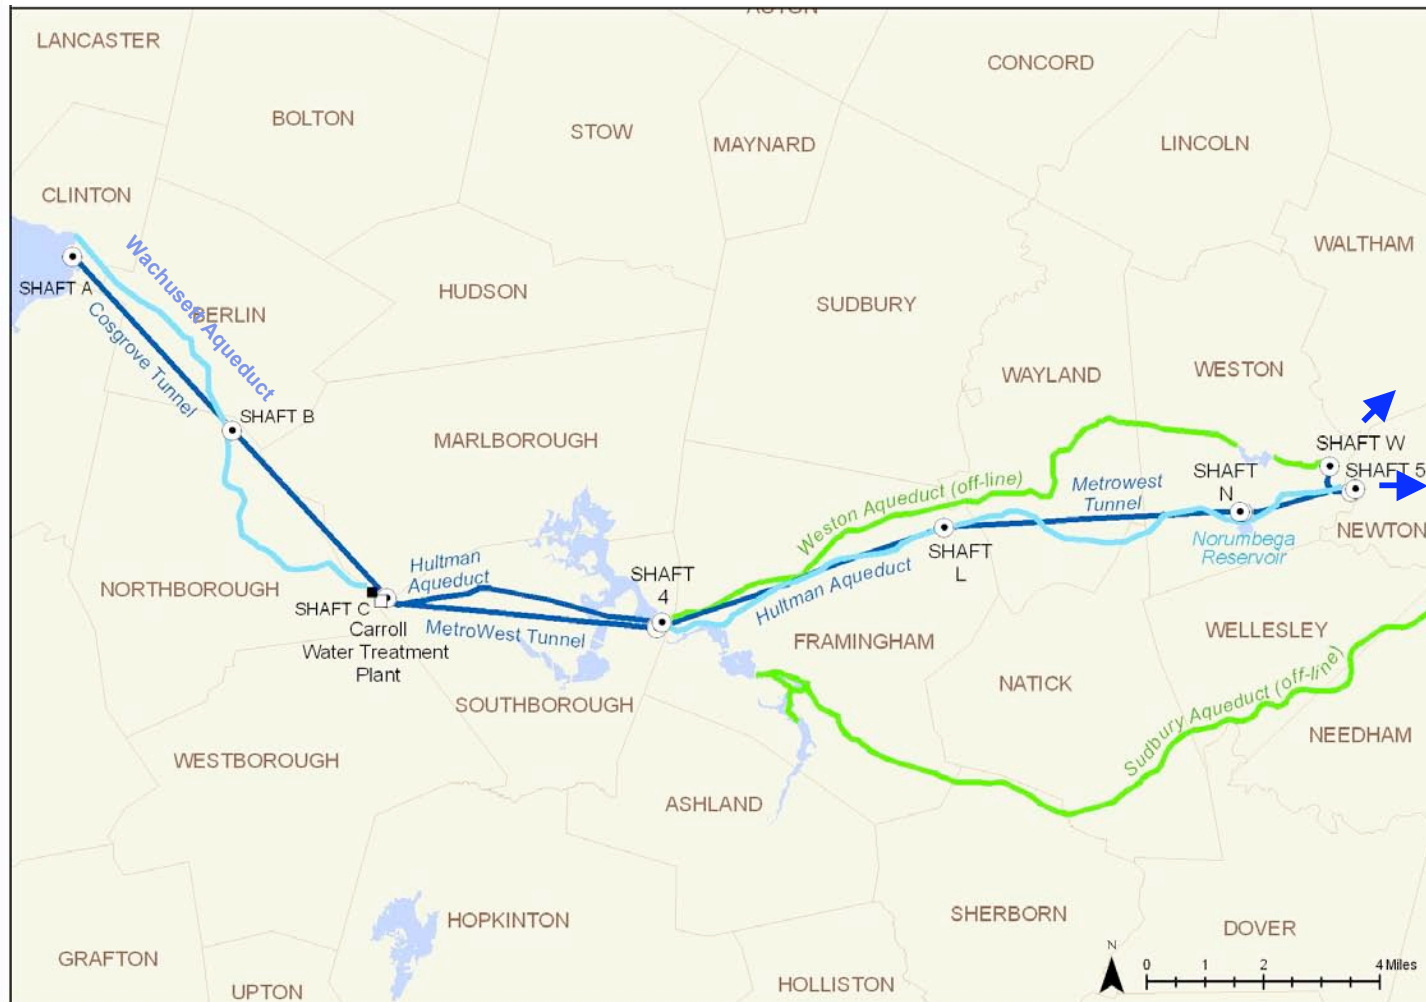 ACTON
LANCASTER
CONCORD
BOLTON
STOW
MAYNARD
LINCOLN
CLINTON
WALTHAM
Wachusett Aqueduct
SHAFT A
HUDSON
SUDBURY
BERLIN
Cosgrove Tunnel
WESTON
WAYLAND
SHAFT B
MARLBOROUGH
SHAFT W
SHAFT
N
SHAFT 5
Weston Aqueduct (off-line)
Metrowest
Tunnel
NEWTON
Norumbega
Reservoir
SHAFT
L
Hultman
Aqueduct
SHAFT
4
Hultman Aqueduct
NORTHBOROUGH
SHAFT C
Carroll
Water Treatment
Plant
MetroWest Tunnel
FRAMINGHAM
WELLESLEY
NATICK
SOUTHBOROUGH
Sudbury Aqueduct (off-line)
NEEDHAM
WESTBOROUGH
ASHLAND
HOPKINTON
SHERBORN
DOVER
N
0 1 2 4 Miles
GRAFTON
UPTON
HOLLISTON